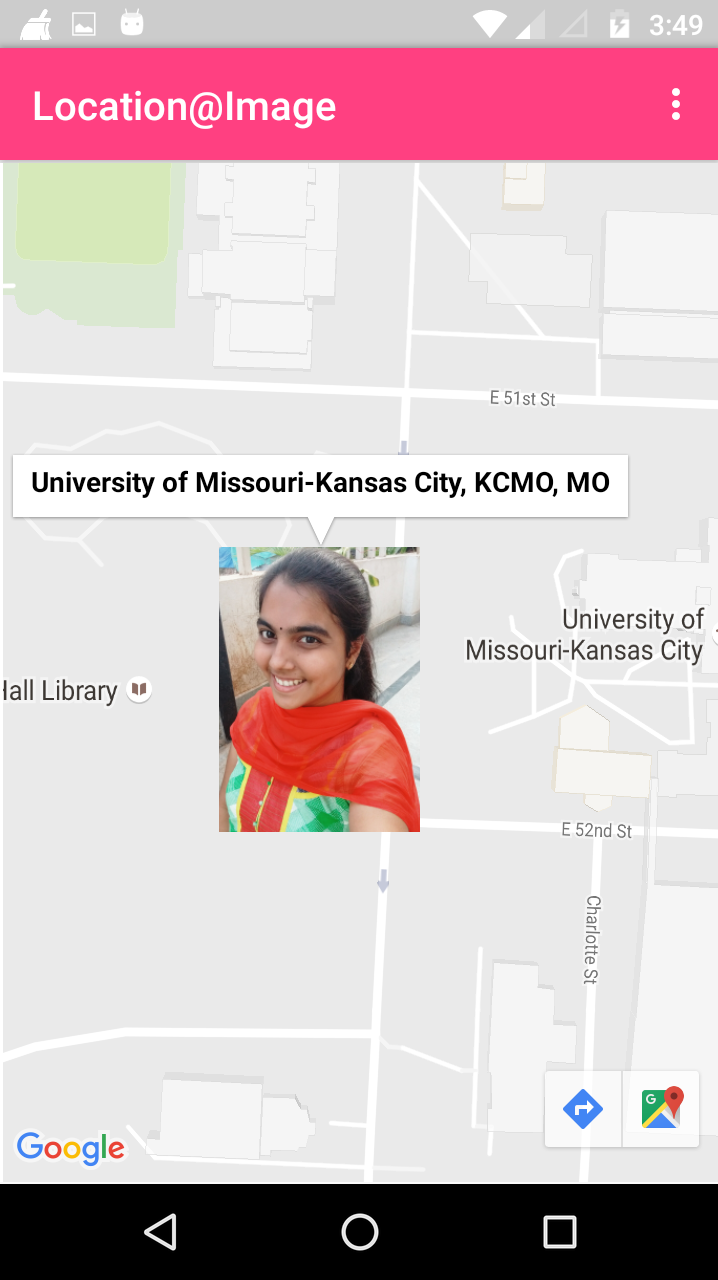 3:49
Location@Image
E 51st St
University of Missouri-Kansas City, KCMO, MO
University of
Missouri-Kansas City
Hall Library
E 52nd St
Charlotte St
G
Google